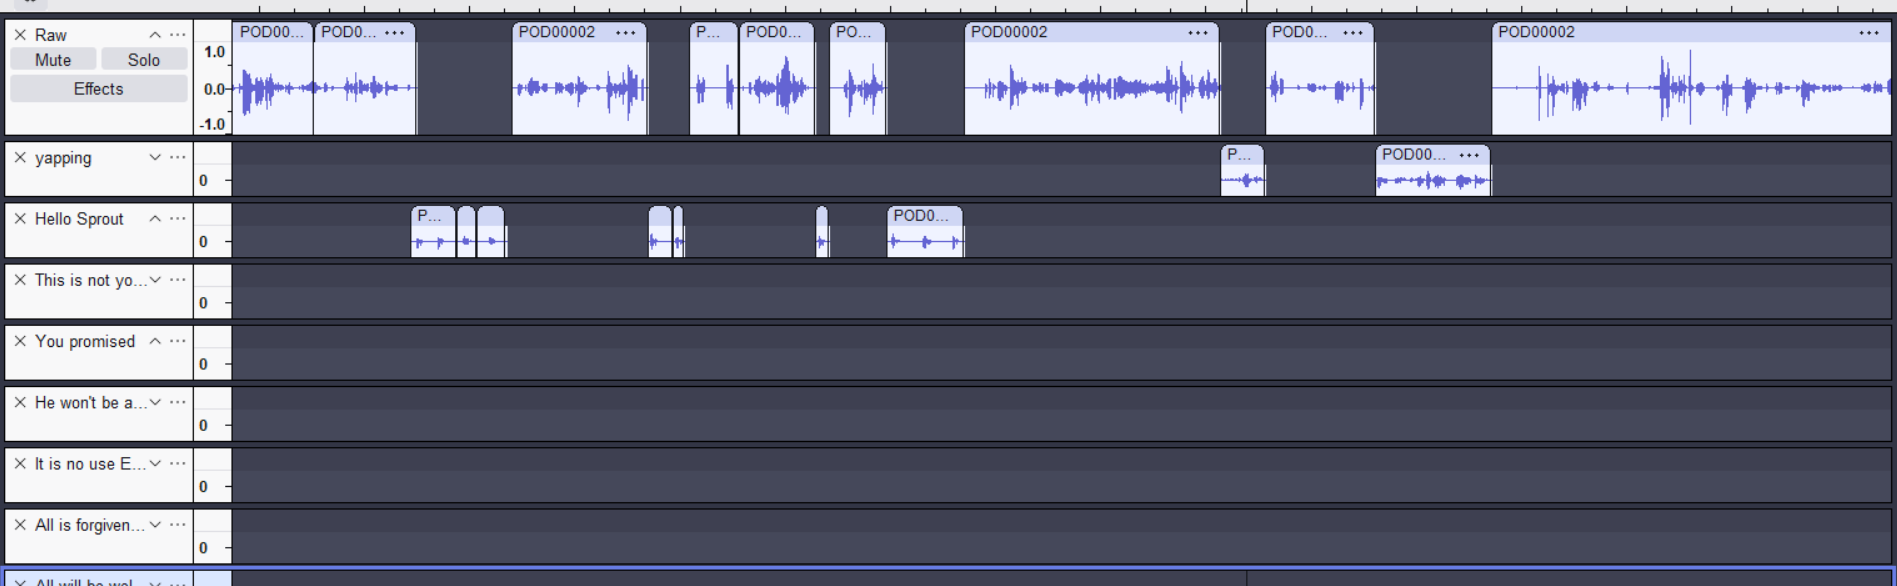 Raw
Mute Solo
Effects
1.0
0.0
-1.0
POD00... POD0... POD00002 P... POD0... PO... POD00002 POD0... POD00002
yapping
0
P... POD00...
Hello Sprout
0
P... POD0...
This is not yo...
0
You promised
0
He won't be a...
0
It is no use E...
0
All is forgiven...
0
All will be wel...